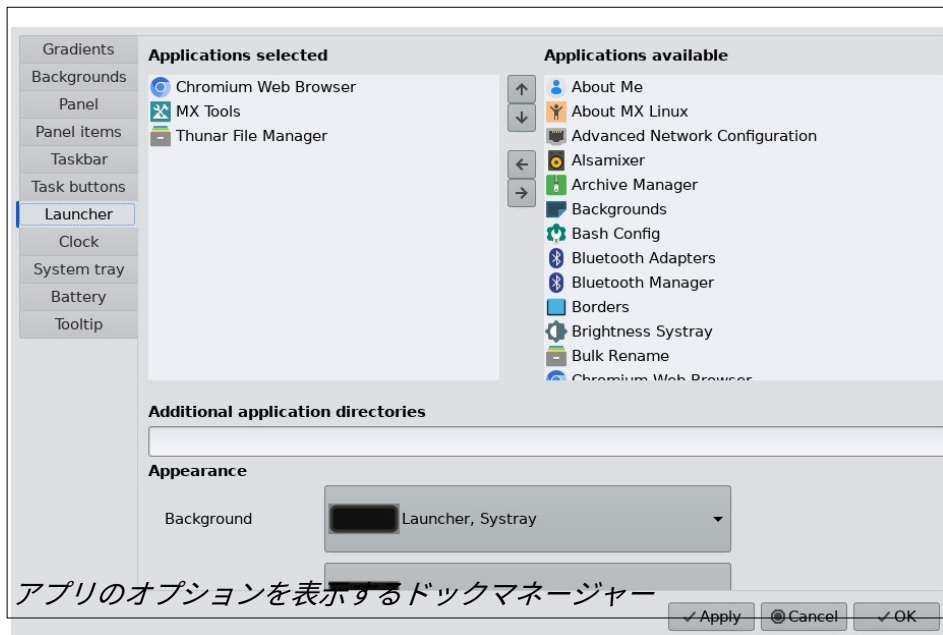 Gradients
Backgrounds
Panel
Panel items
Taskbar
Task buttons
Launcher
Clock
System tray
Battery
Tooltip
Applications selected
Chromium Web Browser
MX Tools
Thunar File Manager
Applications available
About Me
About MX Linux
Advanced Network Configuration
Alsamixer
Archive Manager
Backgrounds
Bash Config
Bluetooth Adapters
Bluetooth Manager
Borders
Brightness Systray
Bulk Rename
Chromium Web Browser
Additional application directories
Appearance
Background
Launcher, Systray
アプリのオプションを表示するドックマネージャー
Apply
Cancel
OK